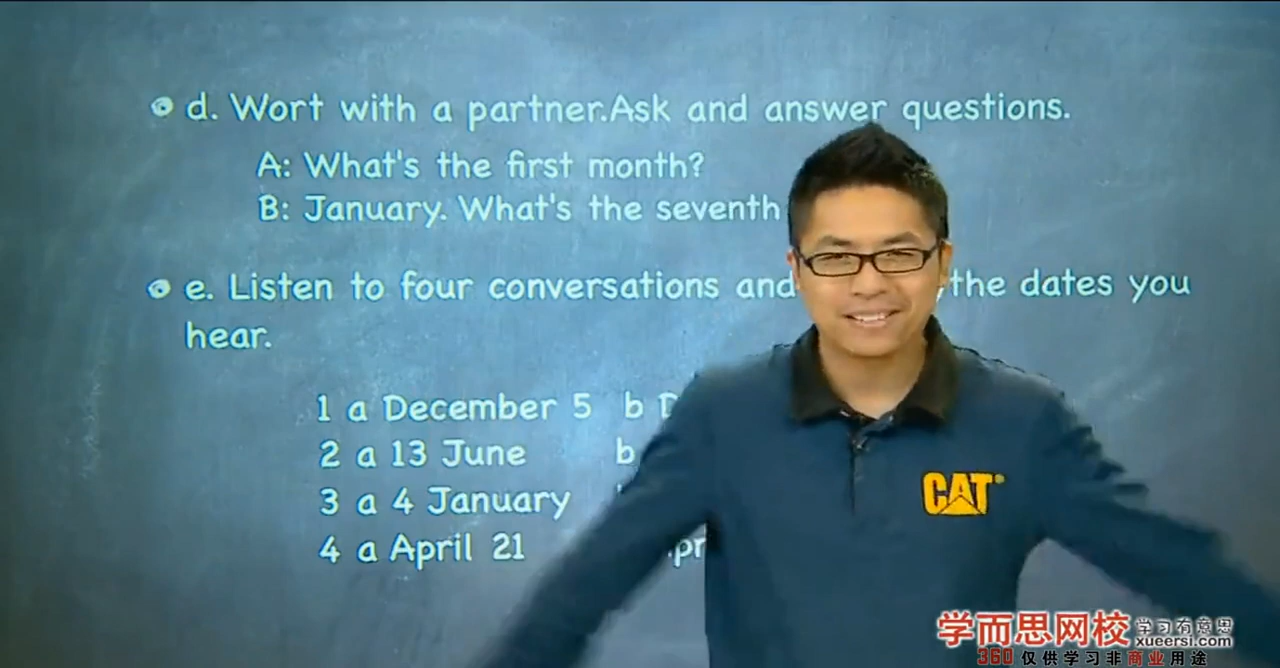 d. Wort with a partner.Ask and answer questions.
A: What's the first month?
B: January. What's the seventh
e. Listen to four conversations and the dates you
hear.
1 a December 5 b D
2 a 13 June b
3 a 4 January
4 a April 21 pr
CAT
学而思网校 学习有意思
xueersi.com
360 仅供学习非商业用途